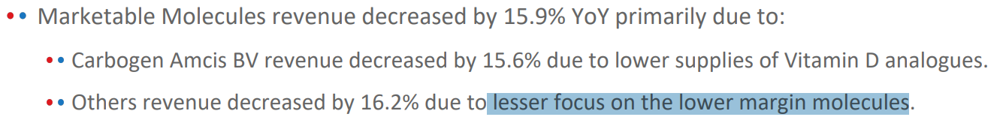 Marketable Molecules revenue decreased by 15.9% YoY primarily due to:
Carbogen Amcis BV revenue decreased by 15.6% due to lower supplies of Vitamin D analogues.
Others revenue decreased by 16.2% due to lesser focus on the lower margin molecules.